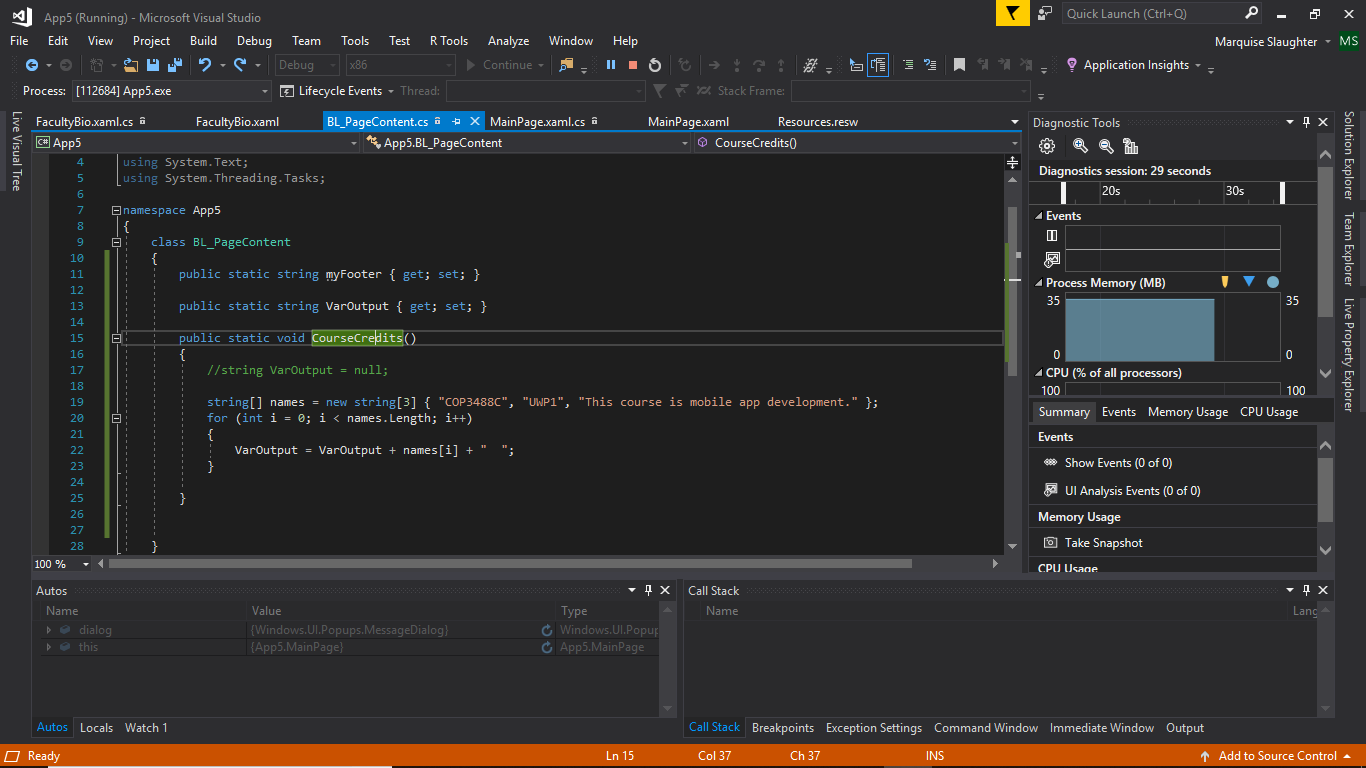 App5 (Running) - Microsoft Visual Studio
Quick Launch (Ctrl+Q)
File Edit View Project Build Debug Team Tools Test R Tools Analyze Window Help
Marquise Slaughter MS
Debug x86 Continue Application Insights
Process: [112684] App5.exe Lifecycle Events Thread: Stack Frame:
Live Visual Tree
FacultyBio.xaml.cs FacultyBio.xaml BL_PageContent.cs MainPage.xaml.cs MainPage.xaml Resources.resw
C# App5 App5.BL_PageContent CourseCredits()
4 using System.Text;
5 using System.Threading.Tasks;
6
7 namespace App5
8 {
9 class BL_PageContent
10 {
11 public static string myFooter { get; set; }
12
13 public static string VarOutput { get; set; }
14
15 public static void CourseCredits()
16 {
17 //string VarOutput = null;
18
19 string[] names = new string[3] { "COP3488C", "UWP1", "This course is mobile app development." };
20 for (int i = 0; i < names.Length; i++)
21 {
22 VarOutput = VarOutput + names[i] + "  ";
23 }
24
25 }
26
27
28 }
100 %
Diagnostic Tools
Diagnostics session: 29 seconds
20s 30s
Events
Process Memory (MB)
35 35
0 0
CPU (% of all processors)
100 100
Summary Events Memory Usage CPU Usage
Events
Show Events (0 of 0)
UI Analysis Events (0 of 0)
Memory Usage
Take Snapshot
CPU Usage
Solution Explorer
Team Explorer
Live Property Explorer
Autos
Name Value Type
dialog {Windows.UI.Popups.MessageDialog} Windows.UI.Popup
this {App5.MainPage} App5.MainPage
Autos Locals Watch 1
Call Stack
Name Lang
Call Stack Breakpoints Exception Settings Command Window Immediate Window Output
Ready Ln 15 Col 37 Ch 37 INS Add to Source Control